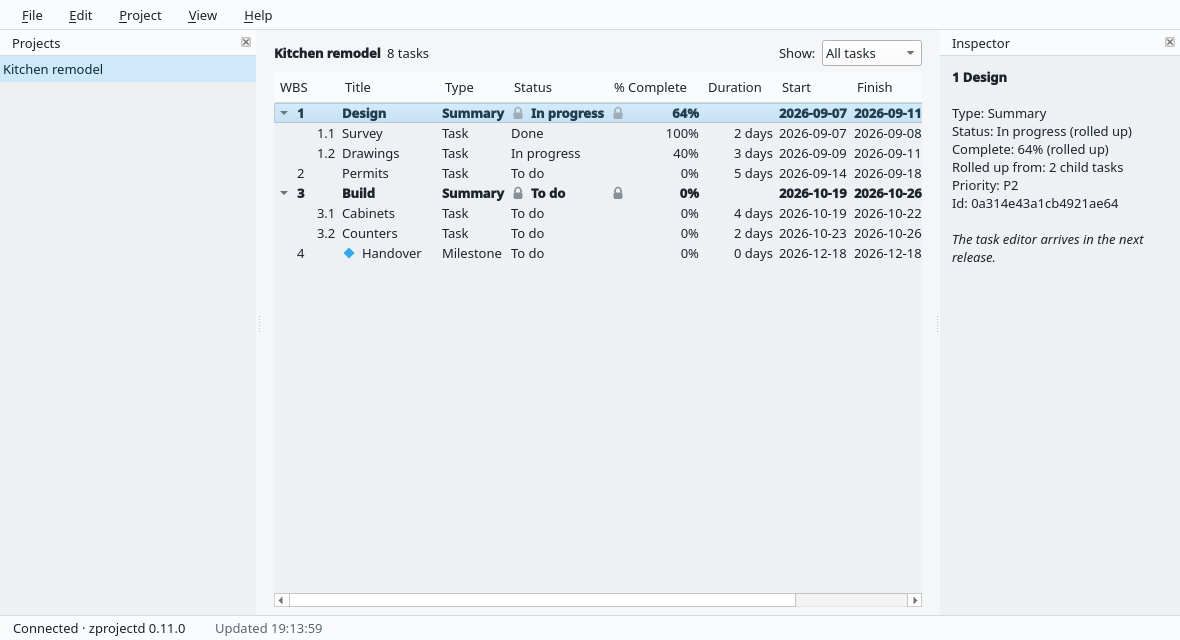 File Edit Project View Help
Projects
Kitchen remodel
Kitchen remodel 8 tasks Show: All tasks
WBS Title Type Status % Complete Duration Start Finish
1 Design Summary In progress 64% 2026-09-07 2026-09-11
1.1 Survey Task Done 100% 2 days 2026-09-07 2026-09-08
1.2 Drawings Task In progress 40% 3 days 2026-09-09 2026-09-11
2 Permits Task To do 0% 5 days 2026-09-14 2026-09-18
3 Build Summary To do 0% 2026-10-19 2026-10-26
3.1 Cabinets Task To do 0% 4 days 2026-10-19 2026-10-22
3.2 Counters Task To do 0% 2 days 2026-10-23 2026-10-26
4 Handover Milestone To do 0% 0 days 2026-12-18 2026-12-18
Inspector
1 Design
Type: Summary
Status: In progress (rolled up)
Complete: 64% (rolled up)
Rolled up from: 2 child tasks
Priority: P2
Id: 0a314e43a1cb4921ae64
The task editor arrives in the next
release.
Connected · zprojectd 0.11.0 Updated 19:13:59